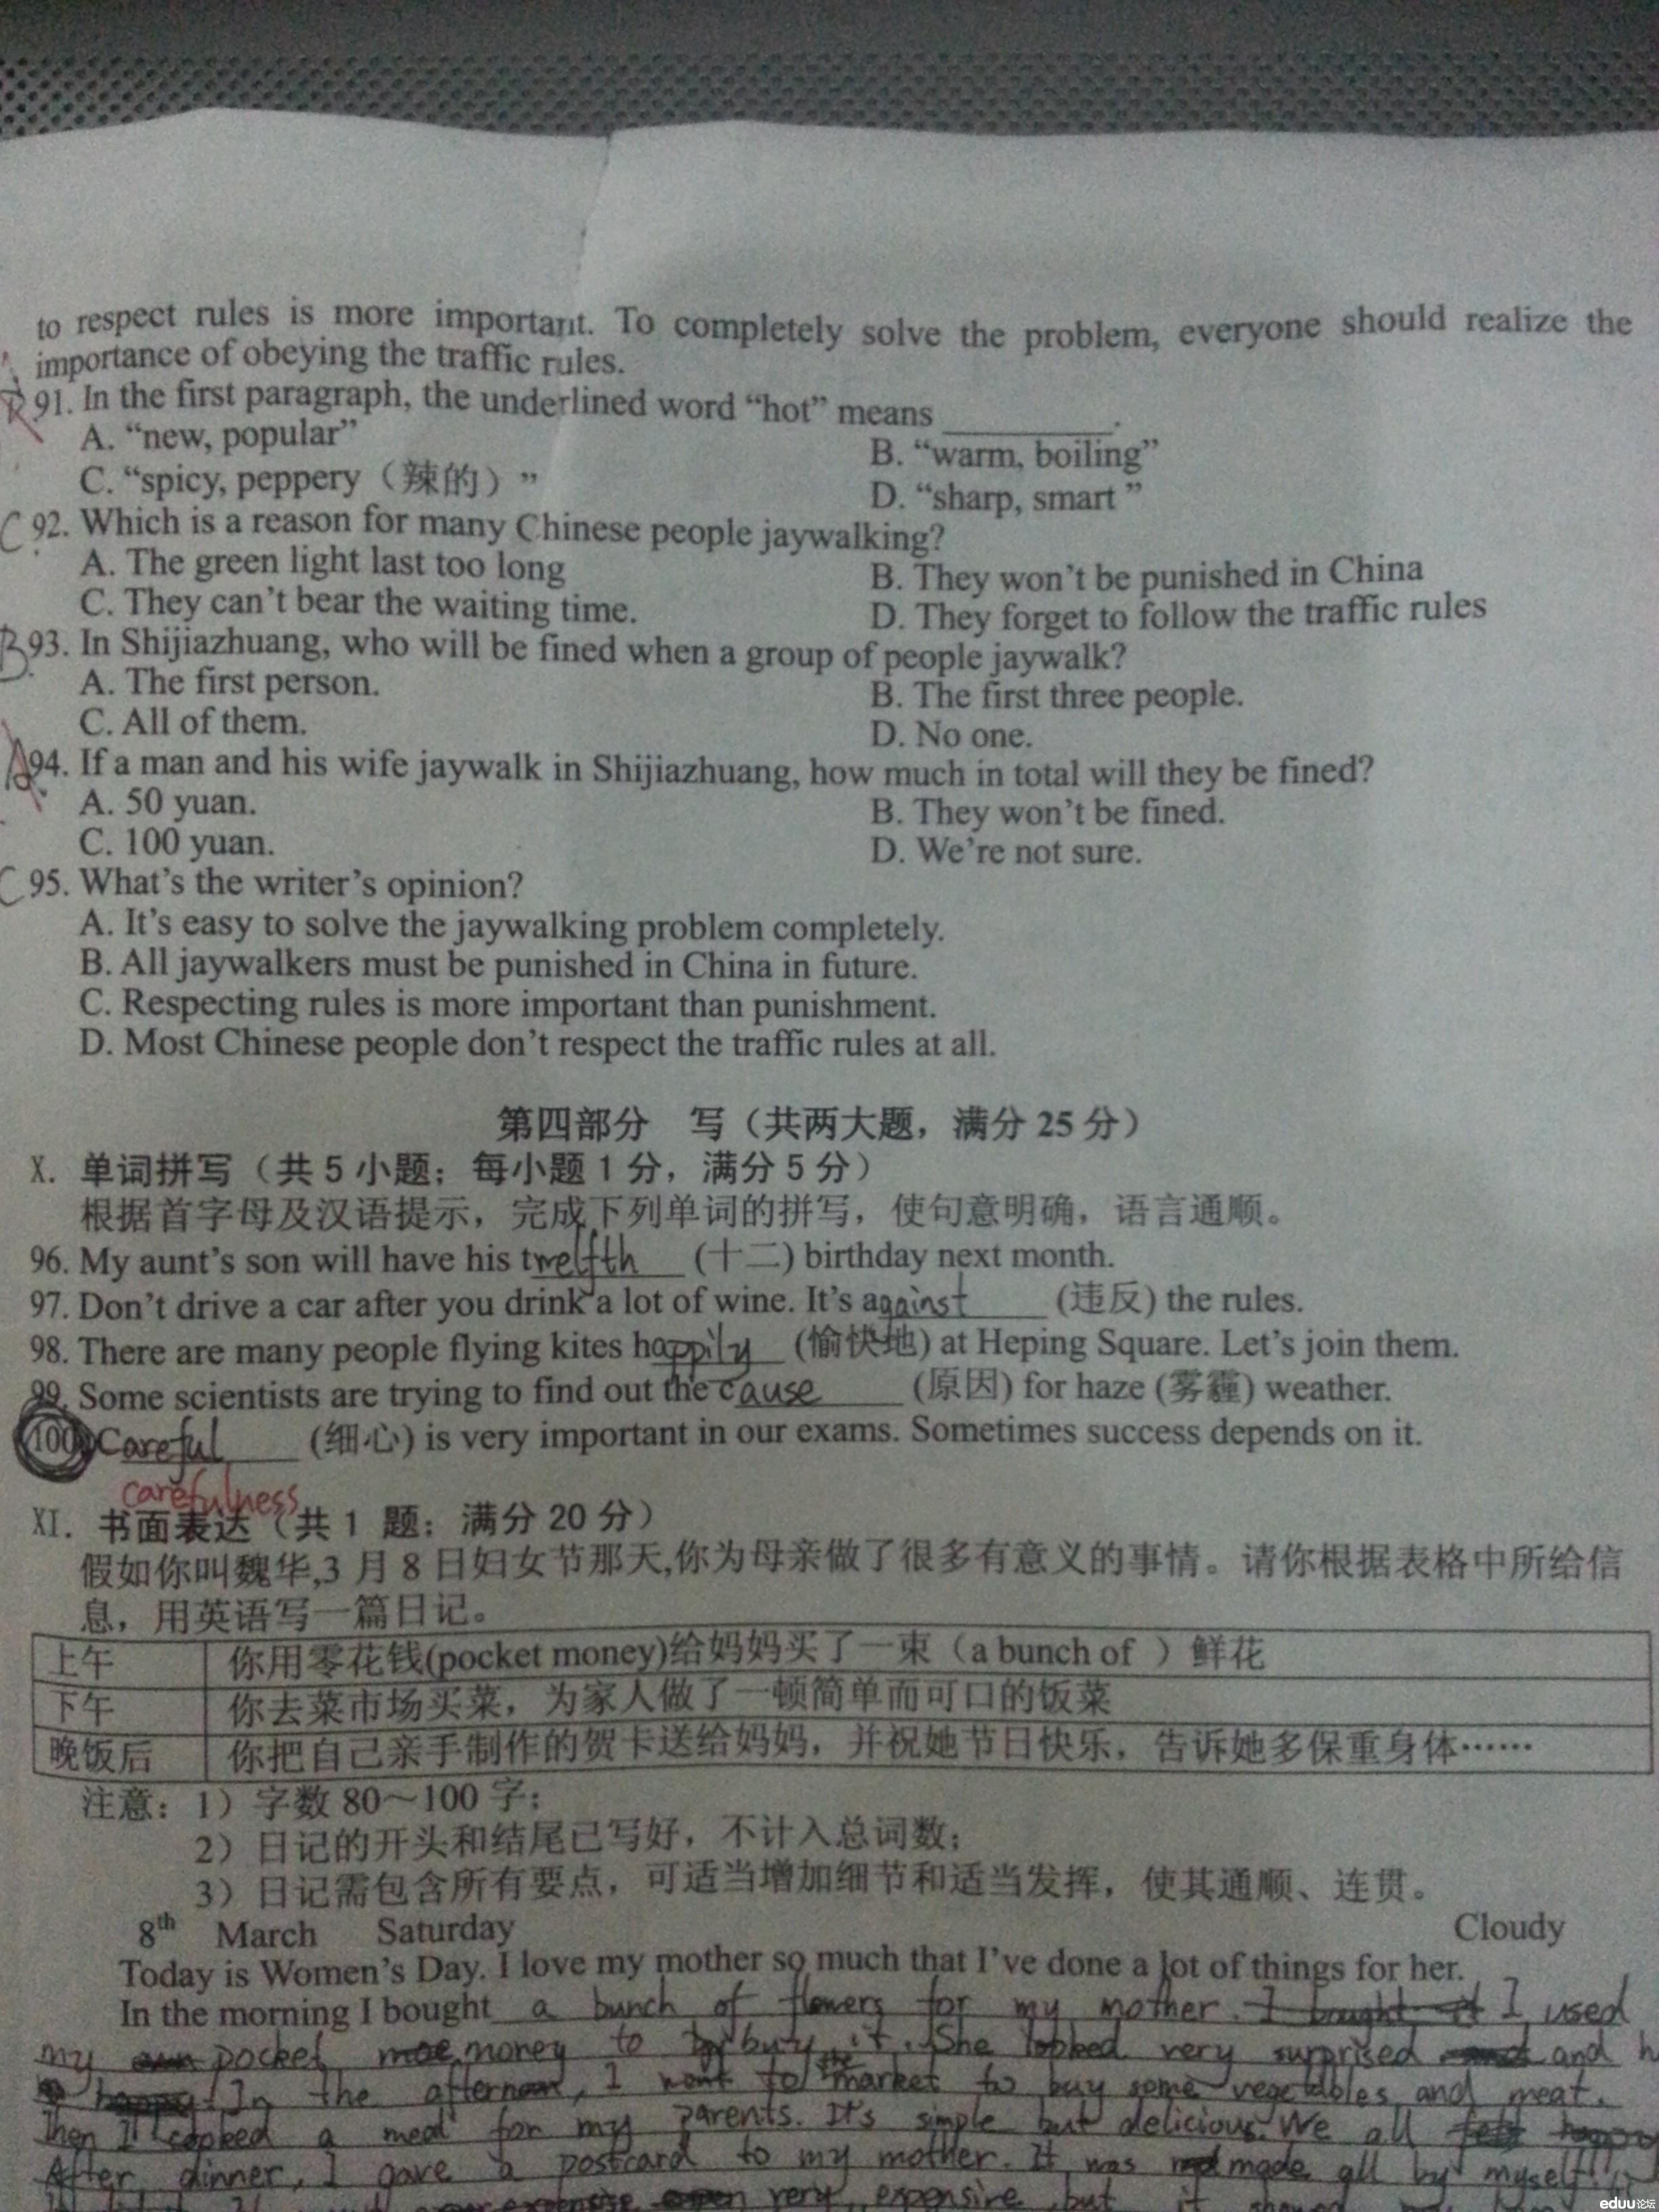 to respect rules is more important. To completely solve the problem, everyone should realize the
importance of obeying the traffic rules.
91. In the first paragraph, the underlined word “hot” means ________.
A. “new, popular” B. “warm, boiling”
C. “spicy, peppery（辣的）” D. “sharp, smart ”
C 92. Which is a reason for many Chinese people jaywalking?
A. The green light last too long B. They won’t be punished in China
C. They can’t bear the waiting time. D. They forget to follow the traffic rules
B 93. In Shijiazhuang, who will be fined when a group of people jaywalk?
A. The first person. B. The first three people.
C. All of them. D. No one.
A 94. If a man and his wife jaywalk in Shijiazhuang, how much in total will they be fined?
A. 50 yuan. B. They won’t be fined.
C. 100 yuan. D. We’re not sure.
C 95. What’s the writer’s opinion?
A. It’s easy to solve the jaywalking problem completely.
B. All jaywalkers must be punished in China in future.
C. Respecting rules is more important than punishment.
D. Most Chinese people don’t respect the traffic rules at all.
第四部分 写（共两大题，满分 25 分）
X. 单词拼写（共 5 小题；每小题 1 分，满分 5 分）
根据首字母及汉语提示，完成下列单词的拼写，使句意明确，语言通顺。
96. My aunt’s son will have his twelfth (十二) birthday next month.
97. Don’t drive a car after you drink a lot of wine. It’s against (违反) the rules.
98. There are many people flying kites happily (愉快地) at Heping Square. Let’s join them.
99. Some scientists are trying to find out the cause (原因) for haze (雾霾) weather.
100. Careful (细心) is very important in our exams. Sometimes success depends on it.
carefulness
XI. 书面表达（共 1 题；满分 20 分）
假如你叫魏华,3 月 8 日妇女节那天,你为母亲做了很多有意义的事情。请你根据表格中所给信
息，用英语写一篇日记。
上午 你用零花钱(pocket money)给妈妈买了一束（a bunch of ）鲜花
下午 你去菜市场买菜，为家人做了一顿简单而可口的饭菜
晚饭后 你把自己亲手制作的贺卡送给妈妈，并祝她节日快乐，告诉她多保重身体……
注意：1）字数 80～100 字；
2）日记的开头和结尾已写好，不计入总词数；
3）日记需包含所有要点，可适当增加细节和适当发挥，使其通顺、连贯。
8th March Saturday Cloudy
Today is Women’s Day. I love my mother so much that I’ve done a lot of things for her.
In the morning I bought a bunch of flowers for my mother. I bought it I used
my pocket money to buy it. She looked very surprised and
In the afternoon, I went to the market to buy some vegetables and meat.
Then I cooked a meal for my parents. It's simple but delicious. We all felt happy
After dinner, I gave a postcard to my mother. It was made all by myself.
very expensive but it showed
eduu论坛